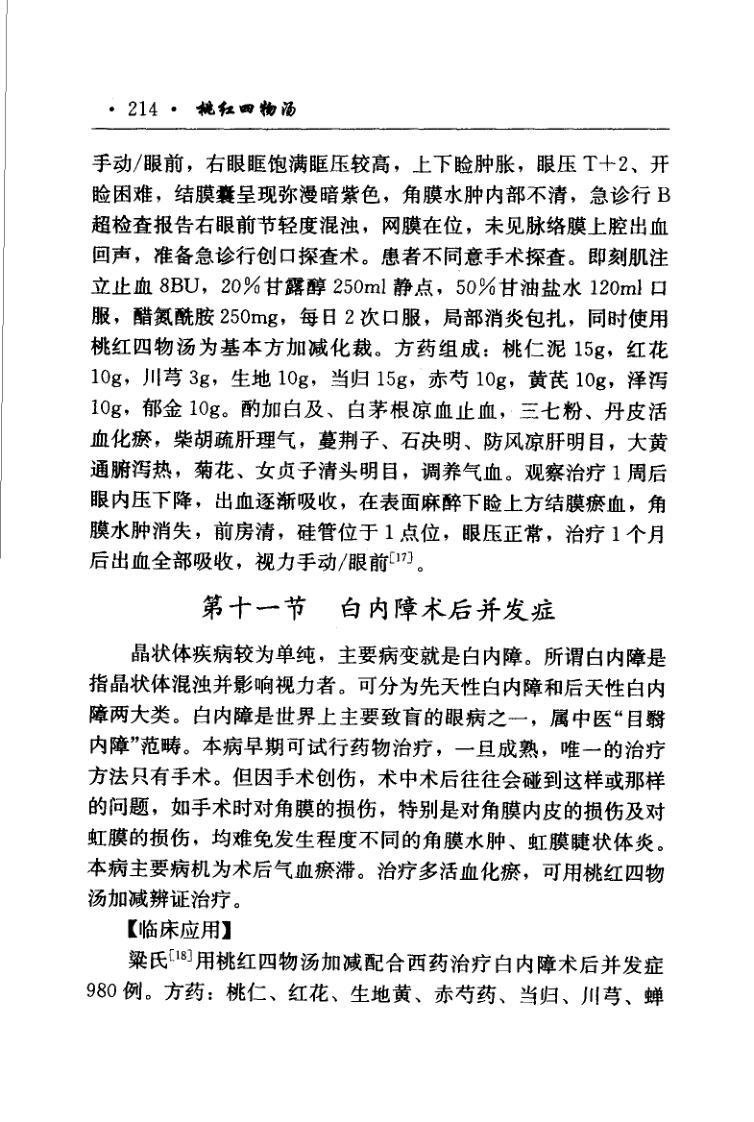 · 214 · 桃红四物汤
手动/眼前，右眼眶饱满眶压较高，上下睑肿胀，眼压 T+2、开
睑困难，结膜囊呈现弥漫暗紫色，角膜水肿内部不清，急诊行 B
超检查报告右眼前节轻度混浊，网膜在位，未见脉络膜上腔出血
回声，准备急诊行创口探查术。患者不同意手术探查。即刻肌注
立止血 8BU，20%甘露醇 250ml 静点，50%甘油盐水 120ml 口
服，醋氮酰胺 250mg，每日 2 次口服，局部消炎包扎，同时使用
桃红四物汤为基本方加减化裁。方药组成：桃仁泥 15g，红花
10g，川芎 3g，生地 10g，当归 15g，赤芍 10g，黄芪 10g，泽泻
10g，郁金 10g。酌加白及、白茅根凉血止血，三七粉、丹皮活
血化瘀，柴胡疏肝理气，蔓荆子、石决明、防风凉肝明目，大黄
通腑泻热，菊花、女贞子清头明目，调养气血。观察治疗 1 周后
眼内压下降，出血逐渐吸收，在表面麻醉下睑上方结膜瘀血，角
膜水肿消失，前房清，硅管位于 1 点位，眼压正常，治疗 1 个月
后出血全部吸收，视力手动/眼前[17]。
第十一节 白内障术后并发症
晶状体疾病较为单纯，主要病变就是白内障。所谓白内障是
指晶状体混浊并影响视力者。可分为先天性白内障和后天性白内
障两大类。白内障是世界上主要致盲的眼病之一，属中医“目翳
内障”范畴。本病早期可试行药物治疗，一旦成熟，唯一的治疗
方法只有手术。但因手术创伤，术中术后往往会碰到这样或那样
的问题，如手术时对角膜的损伤，特别是对角膜内皮的损伤及对
虹膜的损伤，均难免发生程度不同的角膜水肿、虹膜睫状体炎。
本病主要病机为术后气血瘀滞。治疗多活血化瘀，可用桃红四物
汤加减辨证治疗。
【临床应用】
梁氏[18]用桃红四物汤加减配合西药治疗白内障术后并发症
980 例。方药：桃仁、红花、生地黄、赤芍药、当归、川芎、蝉